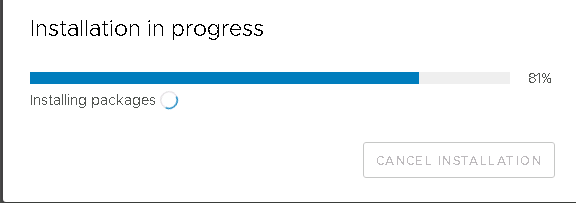 Installation in progress
81%
Installing packages
CANCEL INSTALLATION